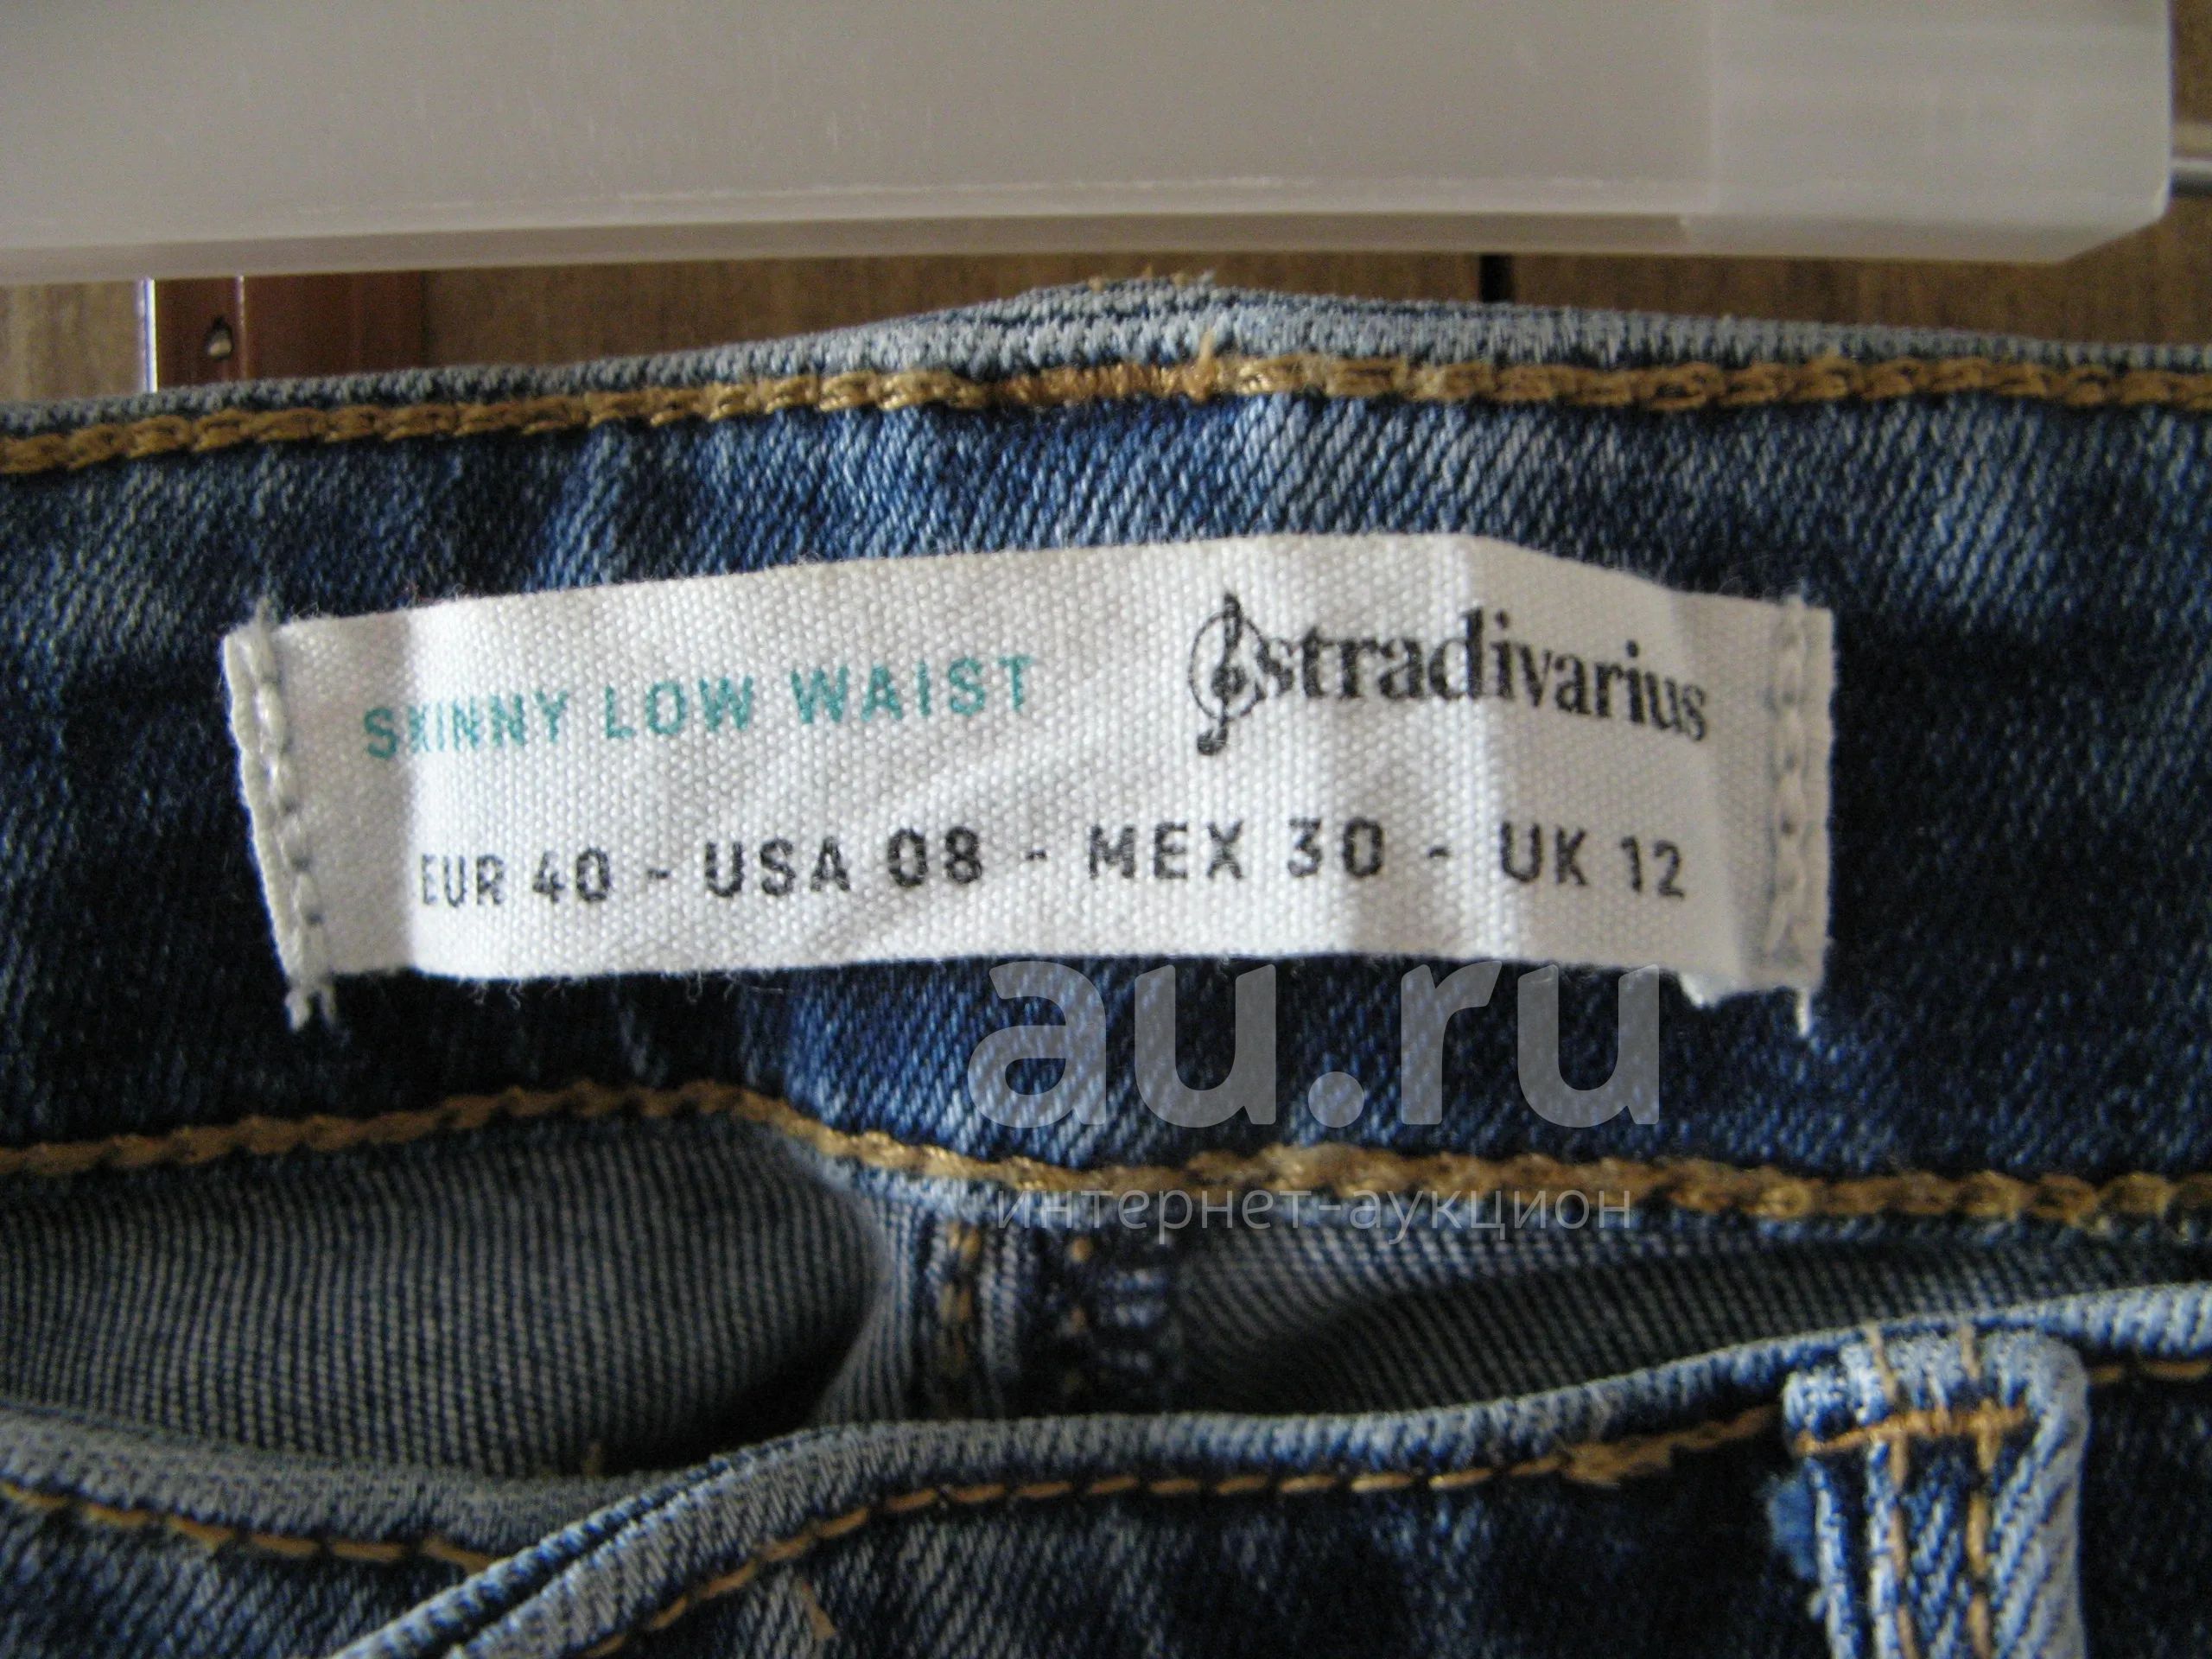 SKINNY LOW WAIST
stradivarius
EUR 40 - USA 08 - MEX 30 - UK 12
au.ru
интернет-аукцион